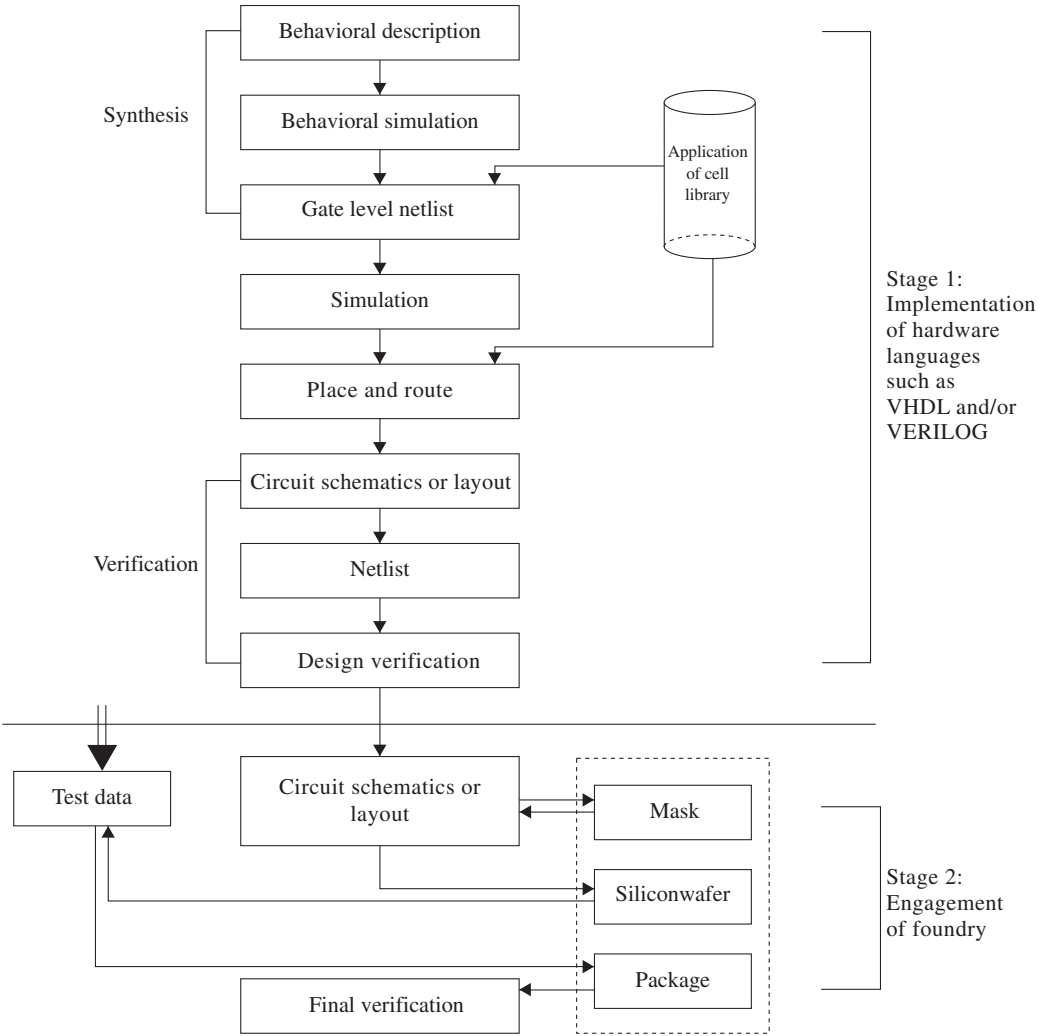 Behavioral description
Synthesis
Behavioral simulation
Application
of cell
library
Gate level netlist
Simulation
Stage 1:
Implementation
of hardware
languages
such as
VHDL and/or
VERILOG
Place and route
Circuit schematics or layout
Verification
Netlist
Design verification
Test data
Circuit schematics or
layout
Mask
Siliconwafer
Stage 2:
Engagement
of foundry
Package
Final verification